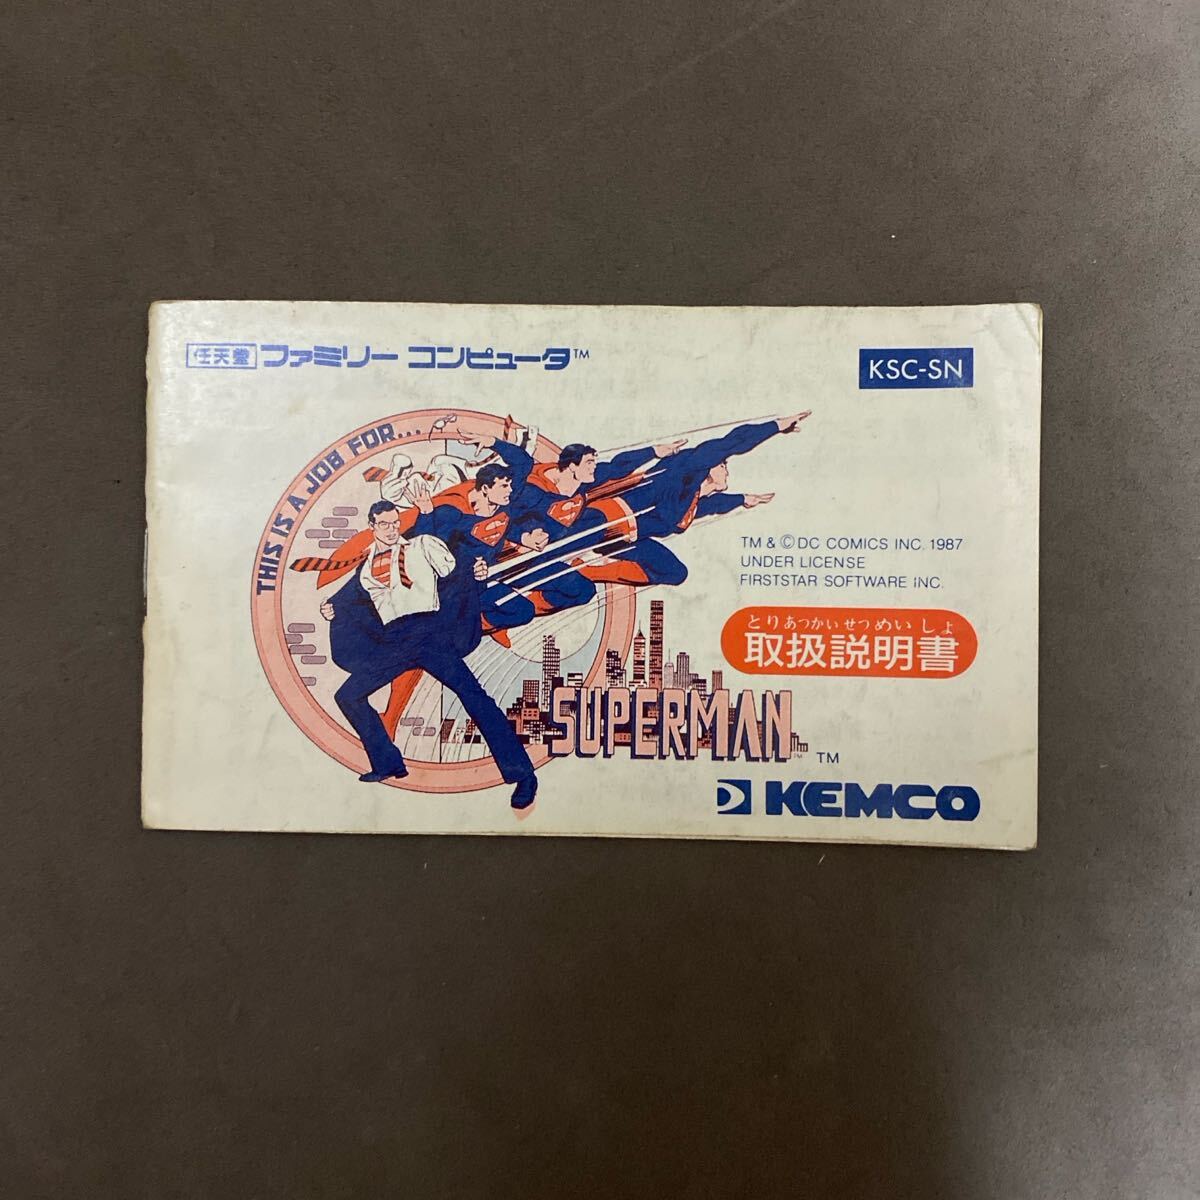 任天堂 ファミリー コンピュータ™
KSC-SN
THIS IS A JOB FOR...
TM & ©DC COMICS INC. 1987
UNDER LICENSE
FIRSTSTAR SOFTWARE INC.
とりあつかいせつめいしょ
取扱説明書
SUPERMAN™
KEMCO